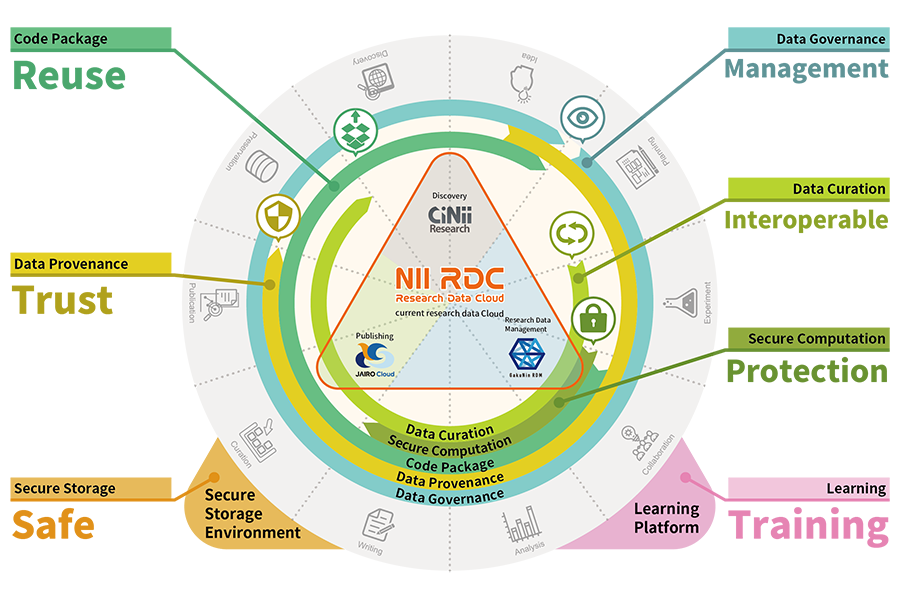 Code Package
Reuse
Data Governance
Management
Data Curation
Interoperable
Data Provenance
Trust
Secure Computation
Protection
Secure Storage
Safe
Learning
Training
Discovery
Idea
Planning
Experiment
Collaboration
Analysis
Writing
Curation
Publication
Preservation
Discovery
CiNii
Research
NII RDC
Research Data Cloud
current research data Cloud
Publishing
JAIRO Cloud
Research Data
Management
GakuNin RDM
Data Curation
Secure Computation
Code Package
Data Provenance
Data Governance
Secure
Storage
Environment
Learning
Platform